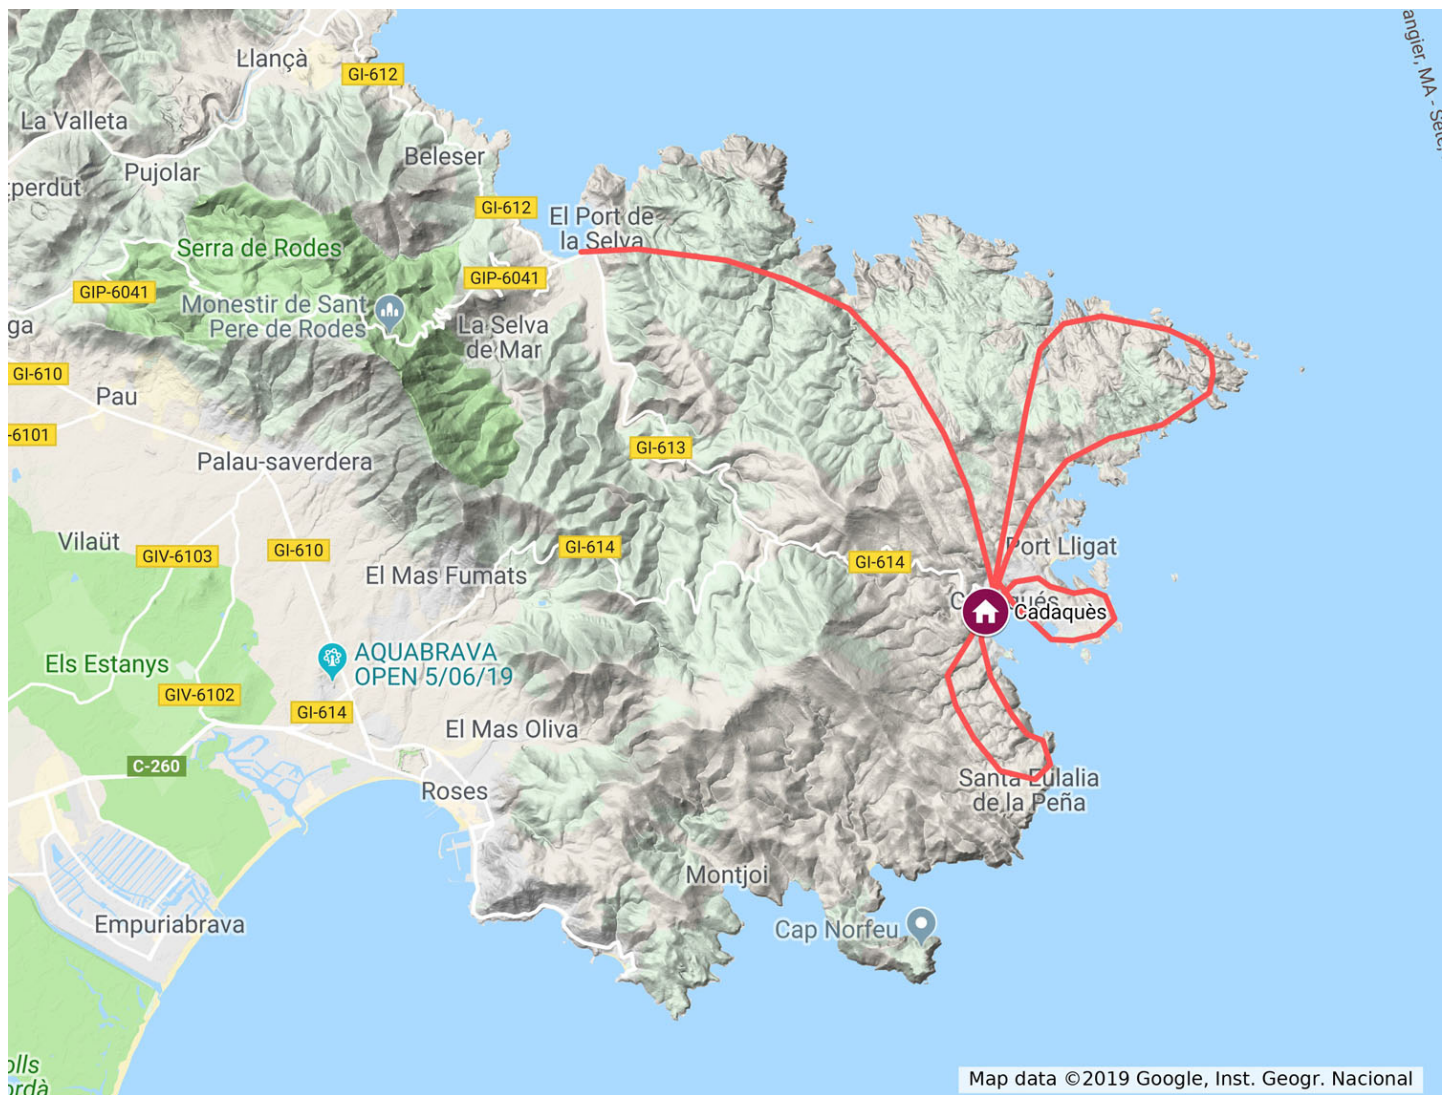 Llançà
GI-612
La Valleta
Pujolar
Beleser
GI-612
El Port de
la Selva
Serra de Rodes
GIP-6041
GIP-6041
Monestir de Sant
Pere de Rodes
La Selva
de Mar
GI-610
Pau
GI-613
Palau-saverdera
Vilaüt
GIV-6103
GI-610
GI-614
GI-614
Port Lligat
El Mas Fumats
Cadaquès
Els Estanys
AQUABRAVA
OPEN 5/06/19
GIV-6102
GI-614
El Mas Oliva
C-260
Roses
Santa Eulalia
de la Peña
Montjoi
Empuriabrava
Cap Norfeu
Map data ©2019 Google, Inst. Geogr. Nacional